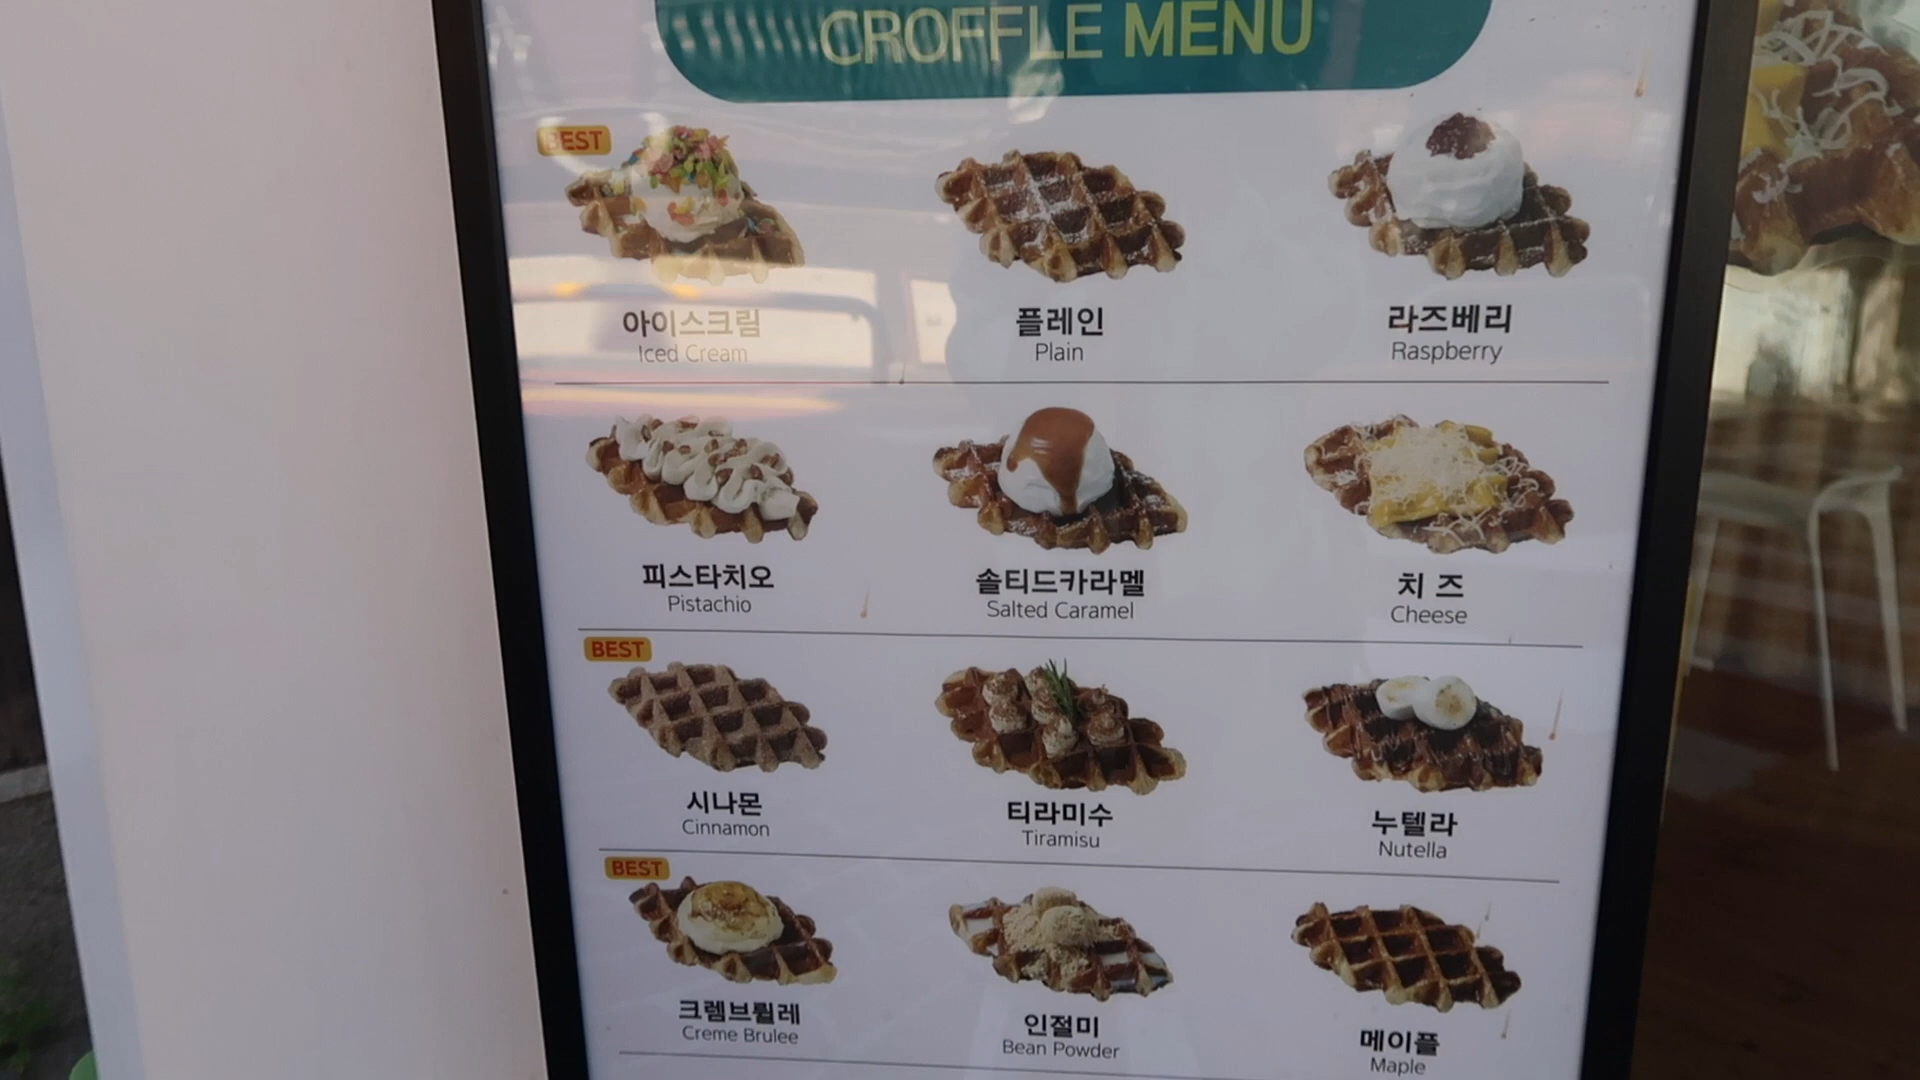 CROFFLE MENU
BEST
아이스크림
Iced Cream
플레인
Plain
라즈베리
Raspberry
피스타치오
Pistachio
솔티드카라멜
Salted Caramel
치 즈
Cheese
BEST
시나몬
Cinnamon
티라미수
Tiramisu
누텔라
Nutella
BEST
크렘브륄레
Creme Brulee
인절미
Bean Powder
메이플
Maple